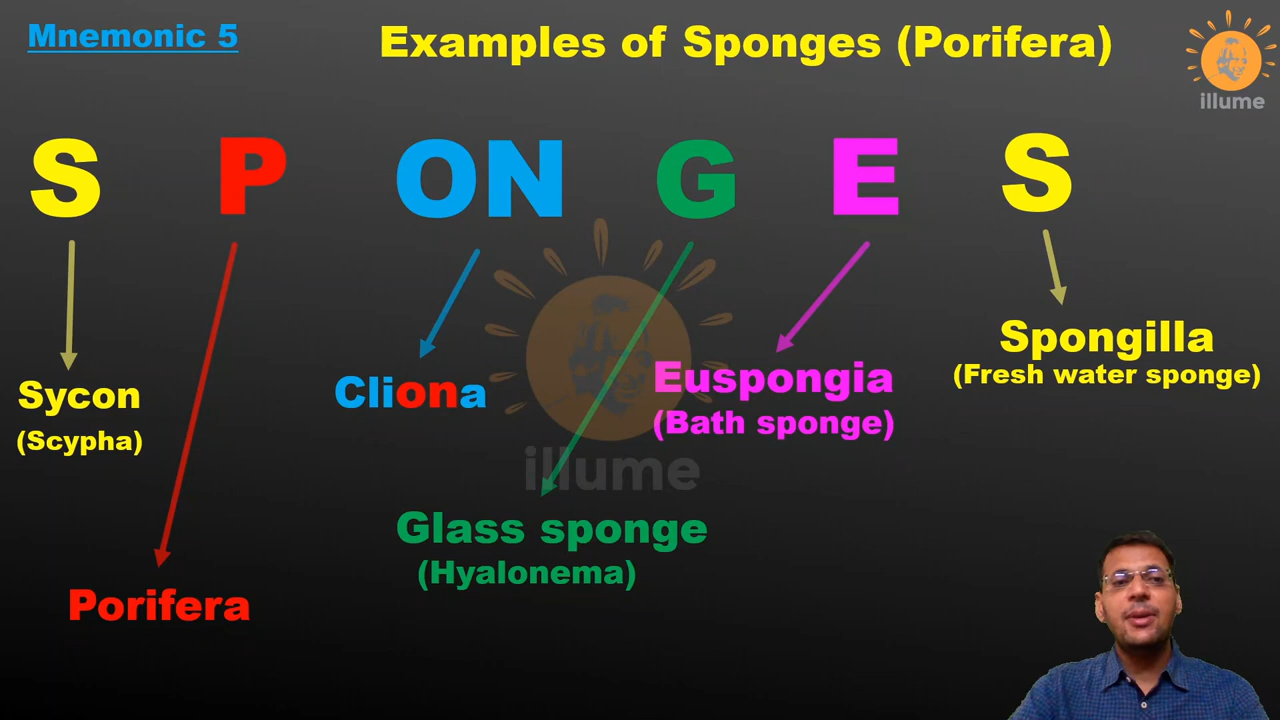 Mnemonic 5
Examples of Sponges (Porifera)
illume
S P ON G E S
Sycon
(Scypha)
Cliona
Euspongia
(Bath sponge)
Spongilla
(Fresh water sponge)
illume
Glass sponge
(Hyalonema)
Porifera